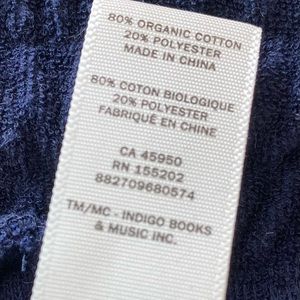 80% ORGANIC COTTON
20% POLYESTER
MADE IN CHINA
80% COTON BIOLOGIQUE
20% POLYESTER
FABRIQUÉ EN CHINE
CA 45950
RN 155202
882709680574
TM/MC - INDIGO BOOKS
& MUSIC INC.